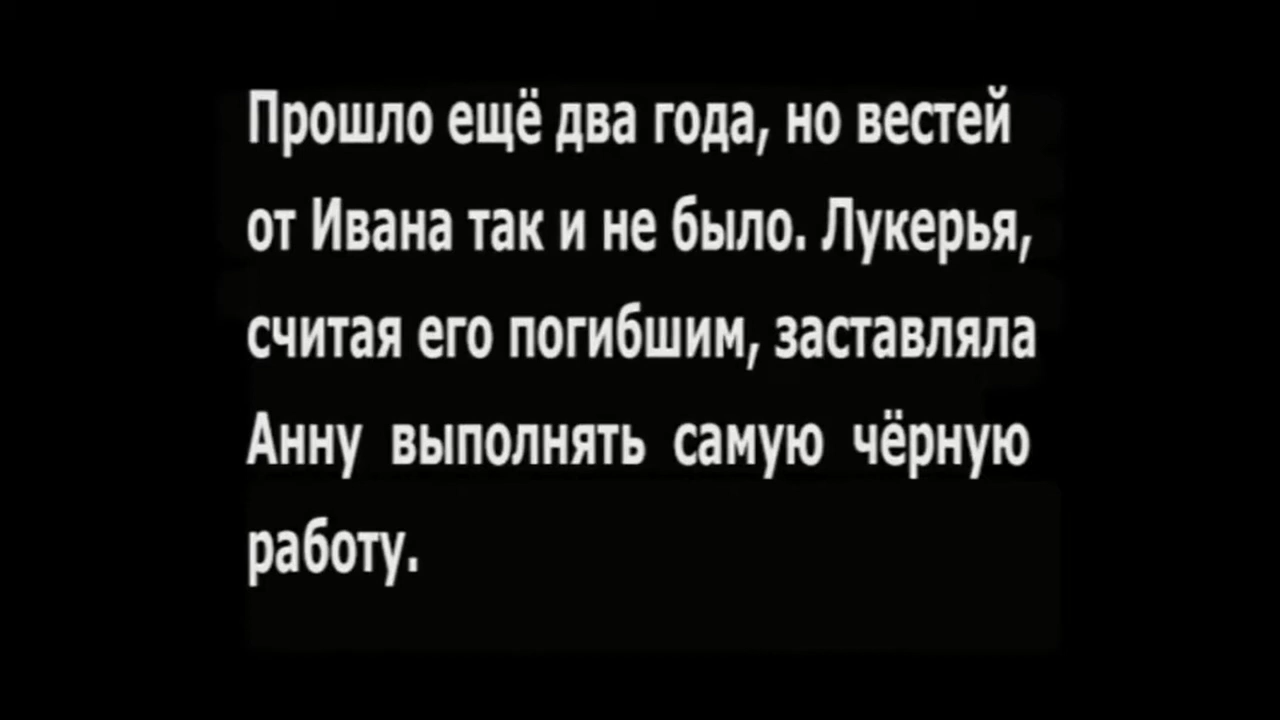 Прошло ещё два года, но вестей
от Ивана так и не было. Лукерья,
считая его погибшим, заставляла
Анну выполнять самую чёрную
работу.